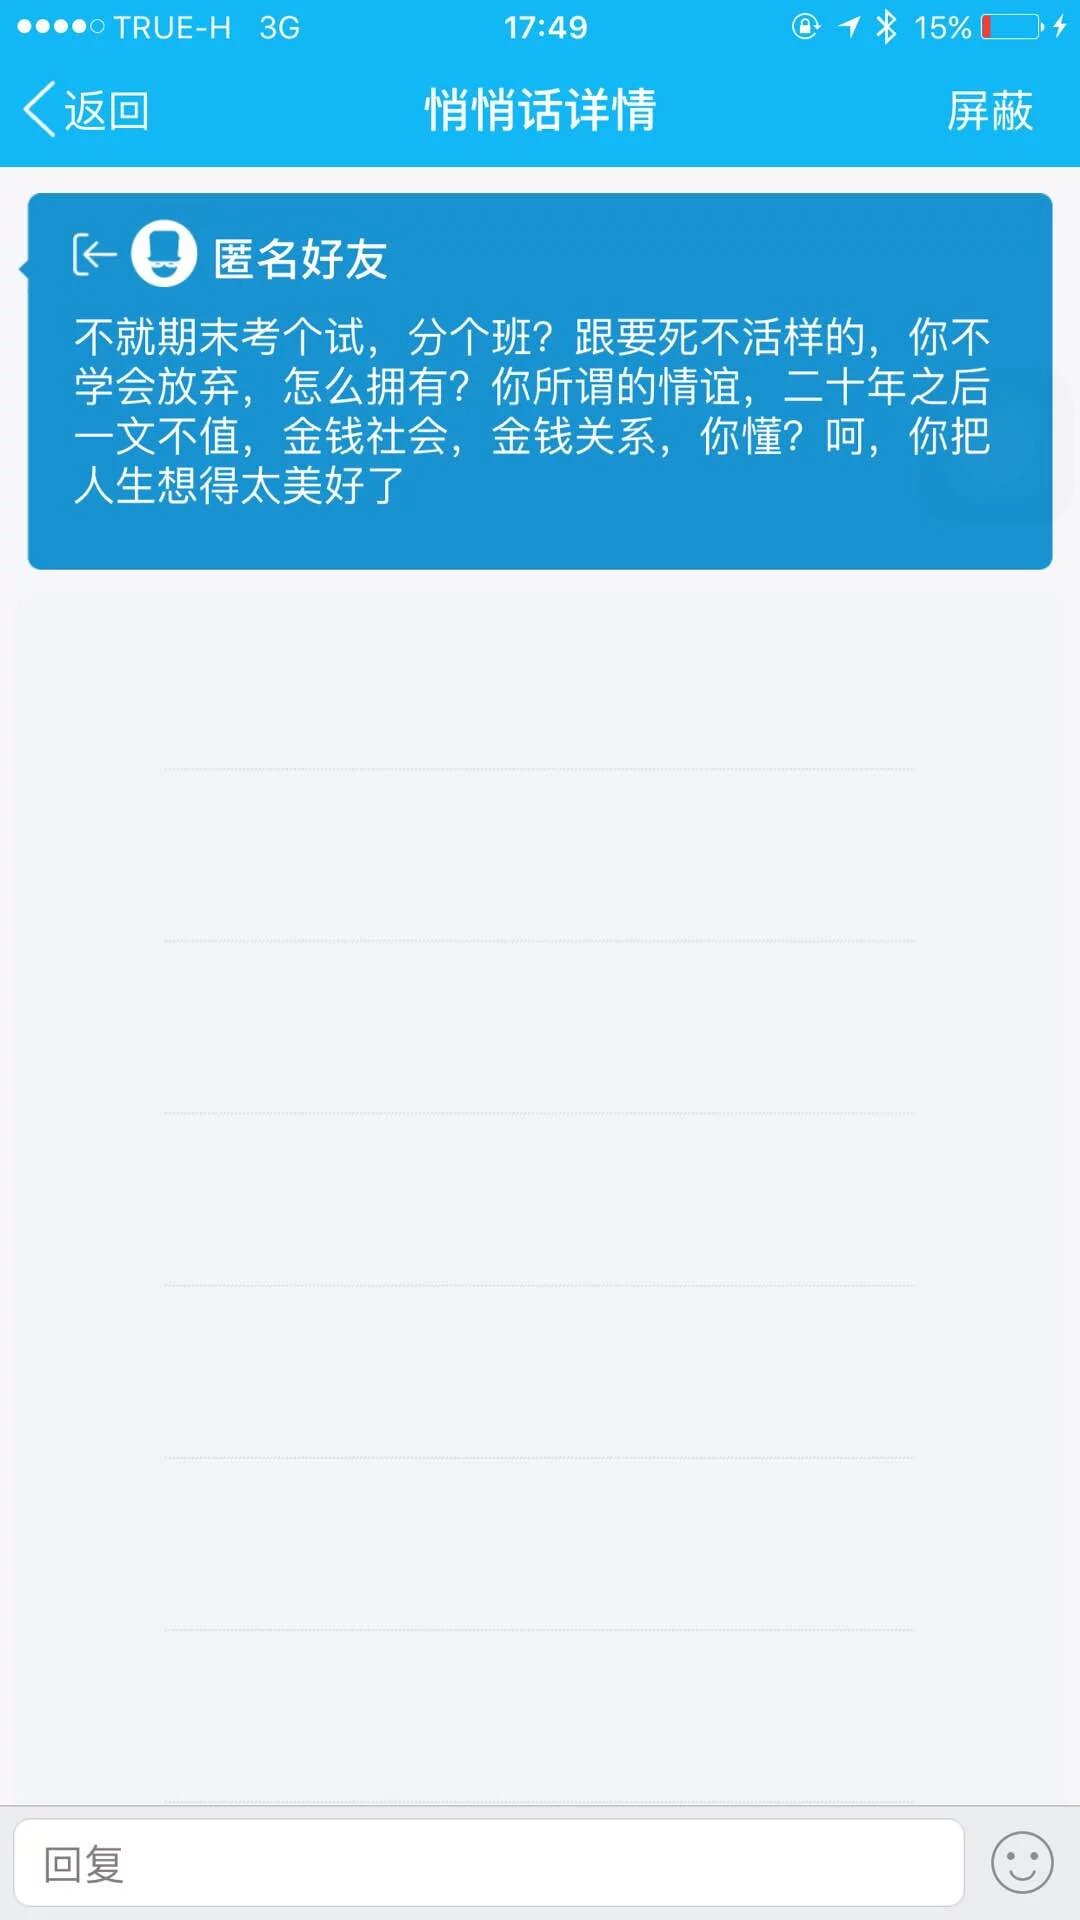 TRUE-H 3G 17:49 15%
返回 悄悄话详情 屏蔽
匿名好友
不就期末考个试，分个班？跟要死不活样的，你不
学会放弃，怎么拥有？你所谓的情谊，二十年之后
一文不值，金钱社会，金钱关系，你懂？呵，你把
人生想得太美好了
回复